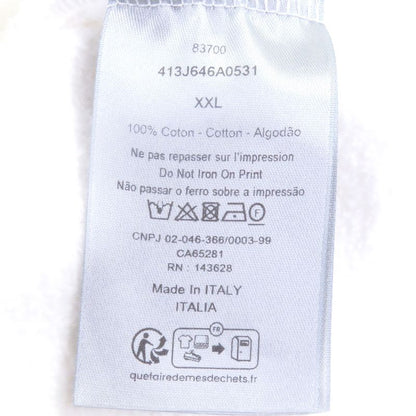 83700
413J646A0531
XXL
100% Coton - Cotton - Algodão
Ne pas repasser sur l'impression
Do Not Iron On Print
Não passar o ferro sobre a impressão
F
CNPJ 02-046-366/0003-99
CA65281
RN : 143628
Made in ITALY
ITALIA
FR
quefairedemesdechets.fr